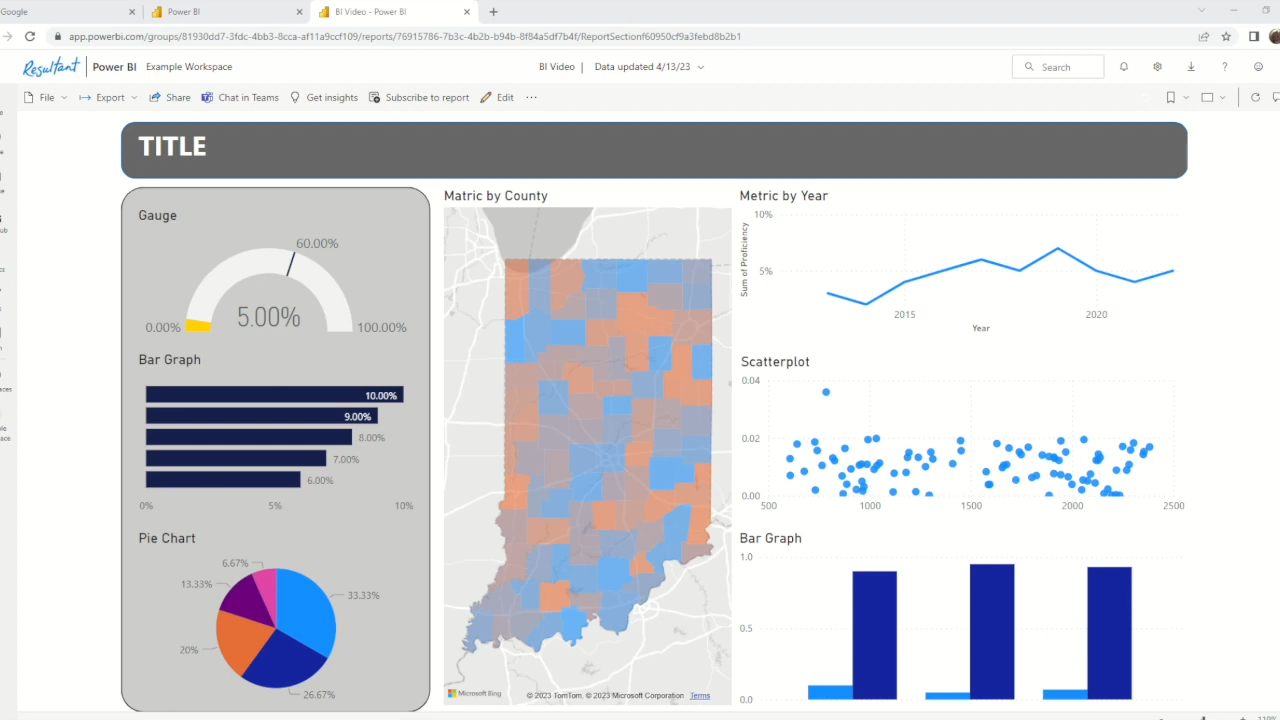 Google
Power BI
BI Video - Power BI
app.powerbi.com/groups/81930dd7-3fdc-4bb3-8cca-af11a9ccf109/reports/76915786-7b3c-4b2b-b94b-8f84a5df7b4f/ReportSectionf60950cf9a3febd8b2b1
Resultant
Power BI Example Workspace
BI Video | Data updated 4/13/23
Search
File Export Share Chat in Teams Get insights Subscribe to report Edit ...
TITLE
Gauge
60.00%
5.00%
0.00% 100.00%
Bar Graph
10.00%
9.00%
8.00%
7.00%
6.00%
0% 5% 10%
Pie Chart
6.67%
13.33%
33.33%
20%
26.67%
Matric by County
Microsoft Bing
© 2023 TomTom, © 2023 Microsoft Corporation Terms
Metric by Year
10%
Sum of Proficiency
5%
2015 2020
Year
Scatterplot
0.04
0.02
0.00
500 1000 1500 2000 2500
Bar Graph
1.0
0.5
0.0